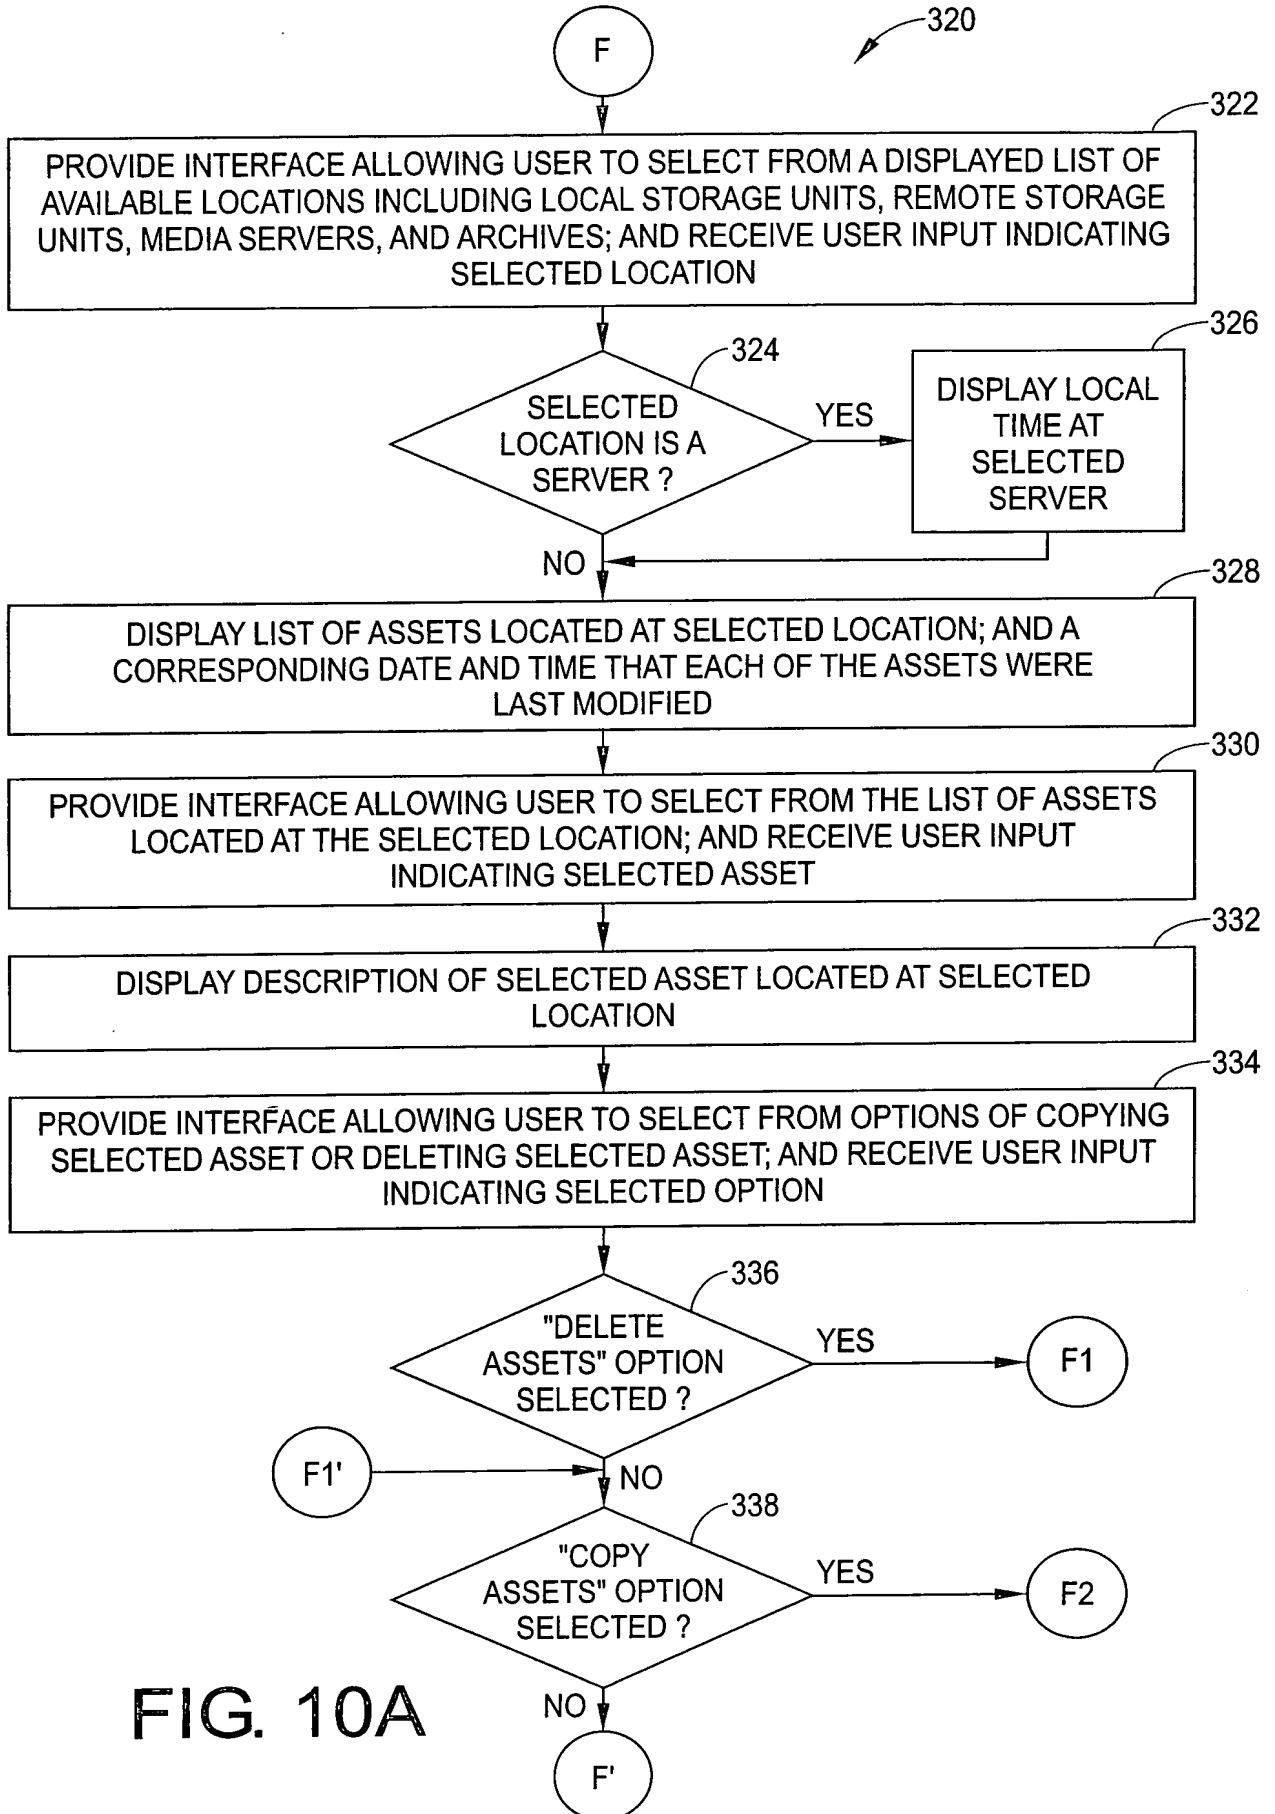 F
320
322
PROVIDE INTERFACE ALLOWING USER TO SELECT FROM A DISPLAYED LIST OF
AVAILABLE LOCATIONS INCLUDING LOCAL STORAGE UNITS, REMOTE STORAGE
UNITS, MEDIA SERVERS, AND ARCHIVES; AND RECEIVE USER INPUT INDICATING
SELECTED LOCATION
324
SELECTED
LOCATION IS A
SERVER ?
YES
326
DISPLAY LOCAL
TIME AT
SELECTED
SERVER
NO
328
DISPLAY LIST OF ASSETS LOCATED AT SELECTED LOCATION; AND A
CORRESPONDING DATE AND TIME THAT EACH OF THE ASSETS WERE
LAST MODIFIED
330
PROVIDE INTERFACE ALLOWING USER TO SELECT FROM THE LIST OF ASSETS
LOCATED AT THE SELECTED LOCATION; AND RECEIVE USER INPUT
INDICATING SELECTED ASSET
332
DISPLAY DESCRIPTION OF SELECTED ASSET LOCATED AT SELECTED
LOCATION
334
PROVIDE INTERFACE ALLOWING USER TO SELECT FROM OPTIONS OF COPYING
SELECTED ASSET OR DELETING SELECTED ASSET; AND RECEIVE USER INPUT
INDICATING SELECTED OPTION
336
"DELETE
ASSETS" OPTION
SELECTED ?
YES
F1
F1'
NO
338
"COPY
ASSETS" OPTION
SELECTED ?
YES
F2
NO
F'
FIG. 10A